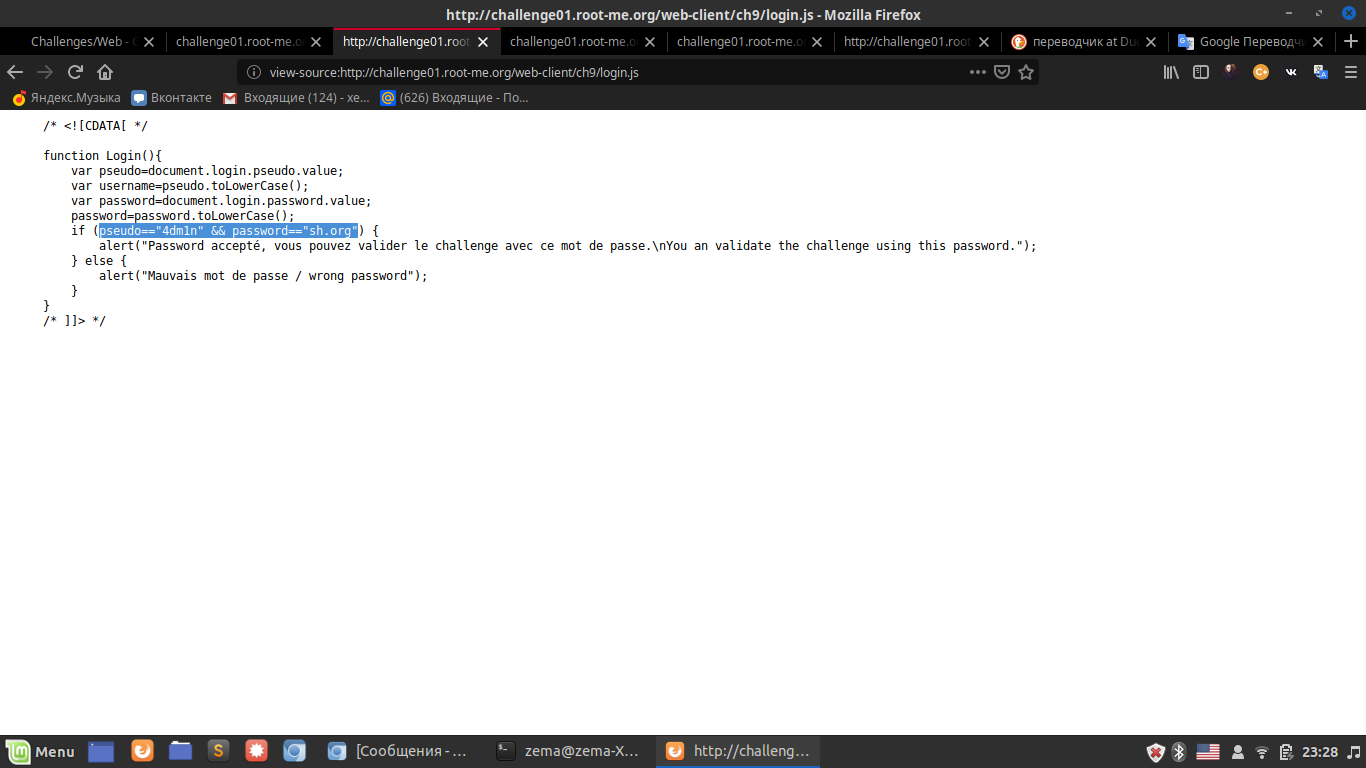 http://challenge01.root-me.org/web-client/ch9/login.js - Mozilla Firefox
Challenges/Web - challenge01.root-me.o http://challenge01.root challenge01.root-me.o challenge01.root-me.o http://challenge01.root переводчик at Du Google Переводч
view-source:http://challenge01.root-me.org/web-client/ch9/login.js
Яндекс.Музыка Вконтакте Входящие (124) - xe... (626) Входящие - По...
/* <![CDATA[ */
function Login(){
var pseudo=document.login.pseudo.value;
var username=pseudo.toLowerCase();
var password=document.login.password.value;
password=password.toLowerCase();
if (pseudo=="4dm1n" && password=="sh.org") {
alert("Password accepté, vous pouvez valider le challenge avec ce mot de passe.\nYou an validate the challenge using this password.");
} else {
alert("Mauvais mot de passe / wrong password");
}
}
/* ]]> */
Menu [Сообщения - ... zema@zema-X... http://challeng... 23:28